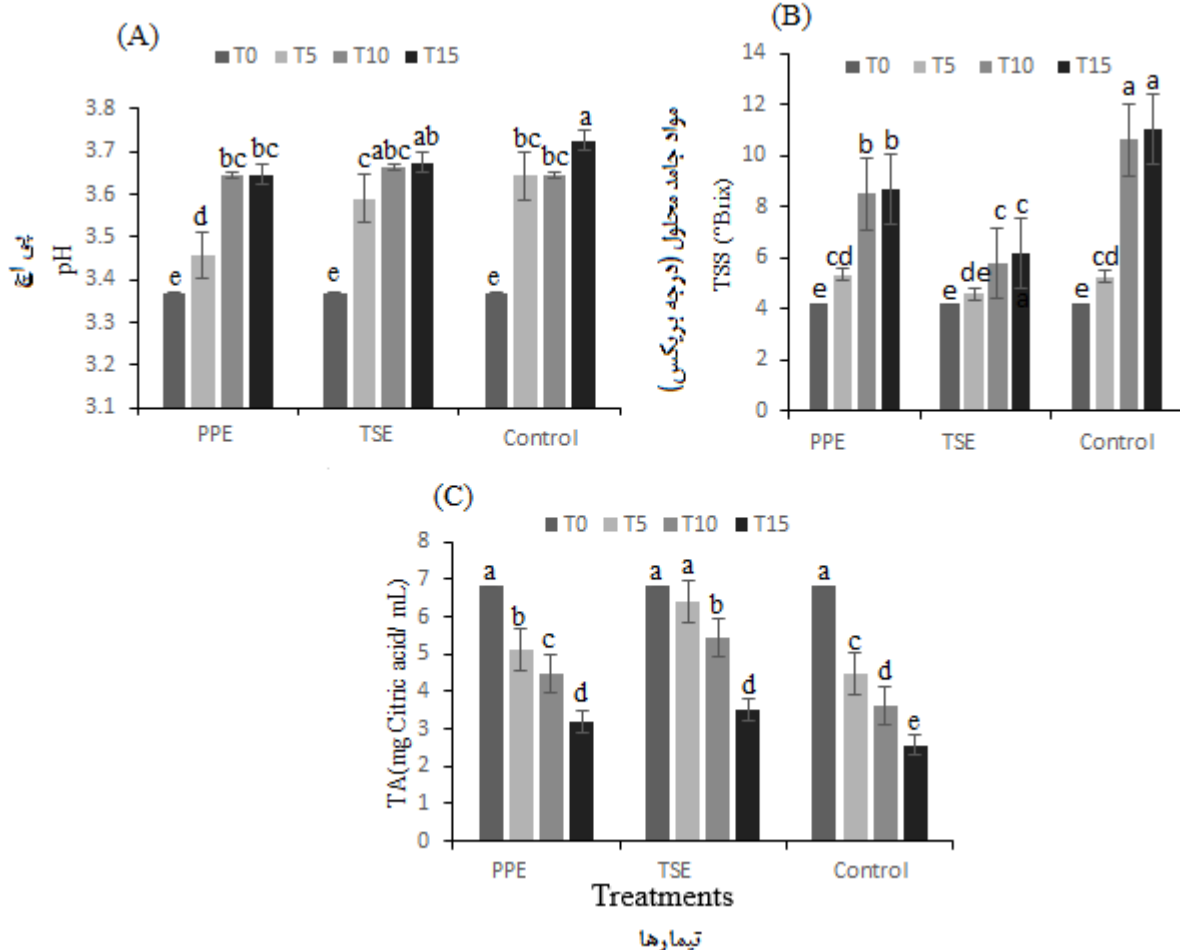 (A)
T0 T5 T10 T15
3.8
3.7
3.6
3.5
3.4
3.3
3.2
3.1
پی اچ
pH
e d bc bc
e c abc ab
e bc bc a
PPE TSE Control
(B)
T0 T5 T10 T15
14
12
10
8
6
4
2
0
مواد جامد محلول (درجه بریکس)
TSS (°Brix)
e cd b b
e de c c
a
e cd a a
PPE TSE Control
(C)
T0 T5 T10 T15
8
7
6
5
4
3
2
1
0
TA(mg Citric acid/ mL)
a b c d
a a b d
a c d e
PPE TSE Control
Treatments
تیمارها